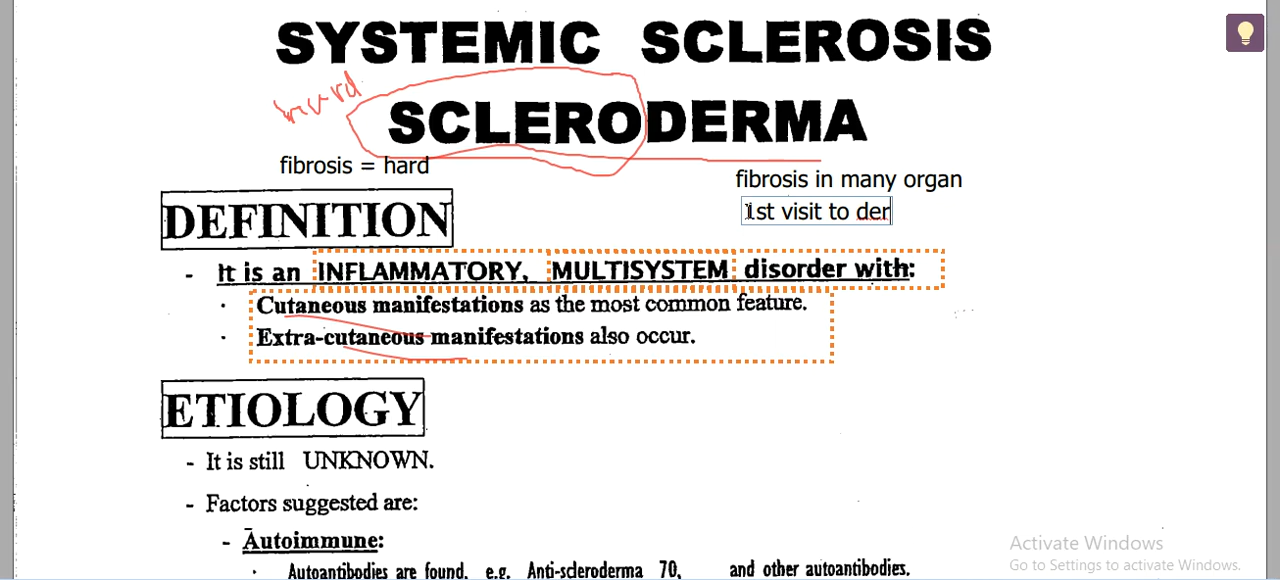 SYSTEMIC SCLEROSIS
hard
SCLERODERMA
fibrosis = hard
fibrosis in many organ
1st visit to der
DEFINITION
- It is an INFLAMMATORY, MULTISYSTEM disorder with:
· Cutaneous manifestations as the most common feature.
· Extra-cutaneous manifestations also occur.
ETIOLOGY
- It is still UNKNOWN.
- Factors suggested are:
- Autoimmune:
· Autoantibodies are found, e.g. Anti-scleroderma 70, and other autoantibodies.
Activate Windows
Go to Settings to activate Windows.